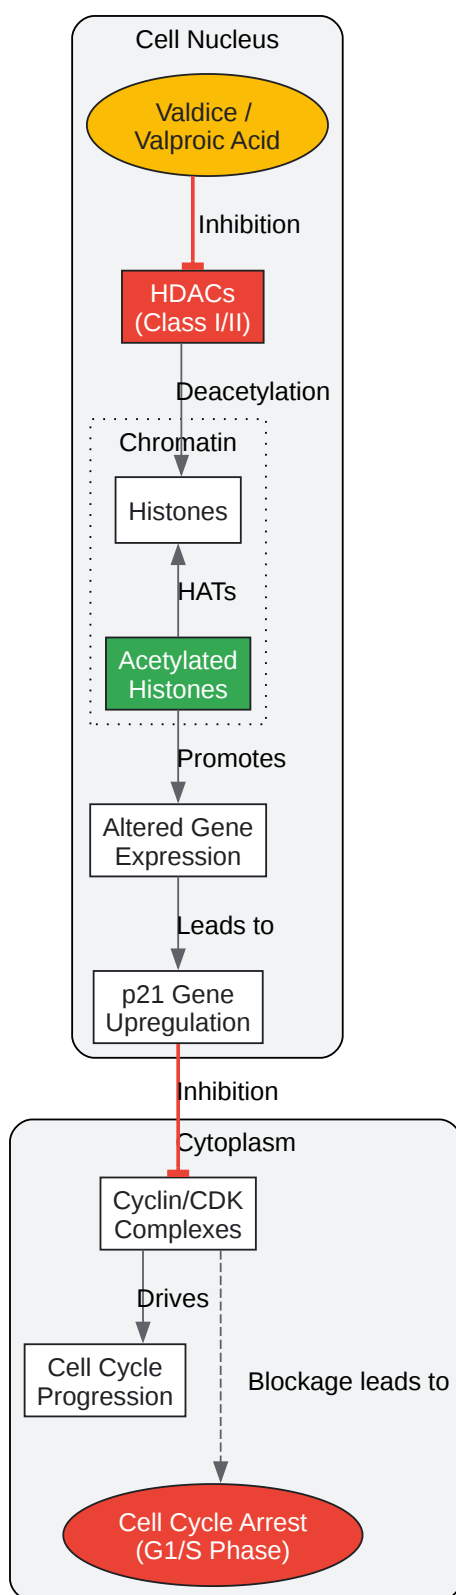 Cell Nucleus
Valdice /
Valproic Acid
Inhibition
HDACs
(Class I/II)
Deacetylation
Chromatin
Histones
HATs
Acetylated
Histones
Promotes
Altered Gene
Expression
Leads to
p21 Gene
Upregulation
Inhibition
Cytoplasm
Cyclin/CDK
Complexes
Drives
Cell Cycle
Progression
Blockage leads to
Cell Cycle Arrest
(G1/S Phase)